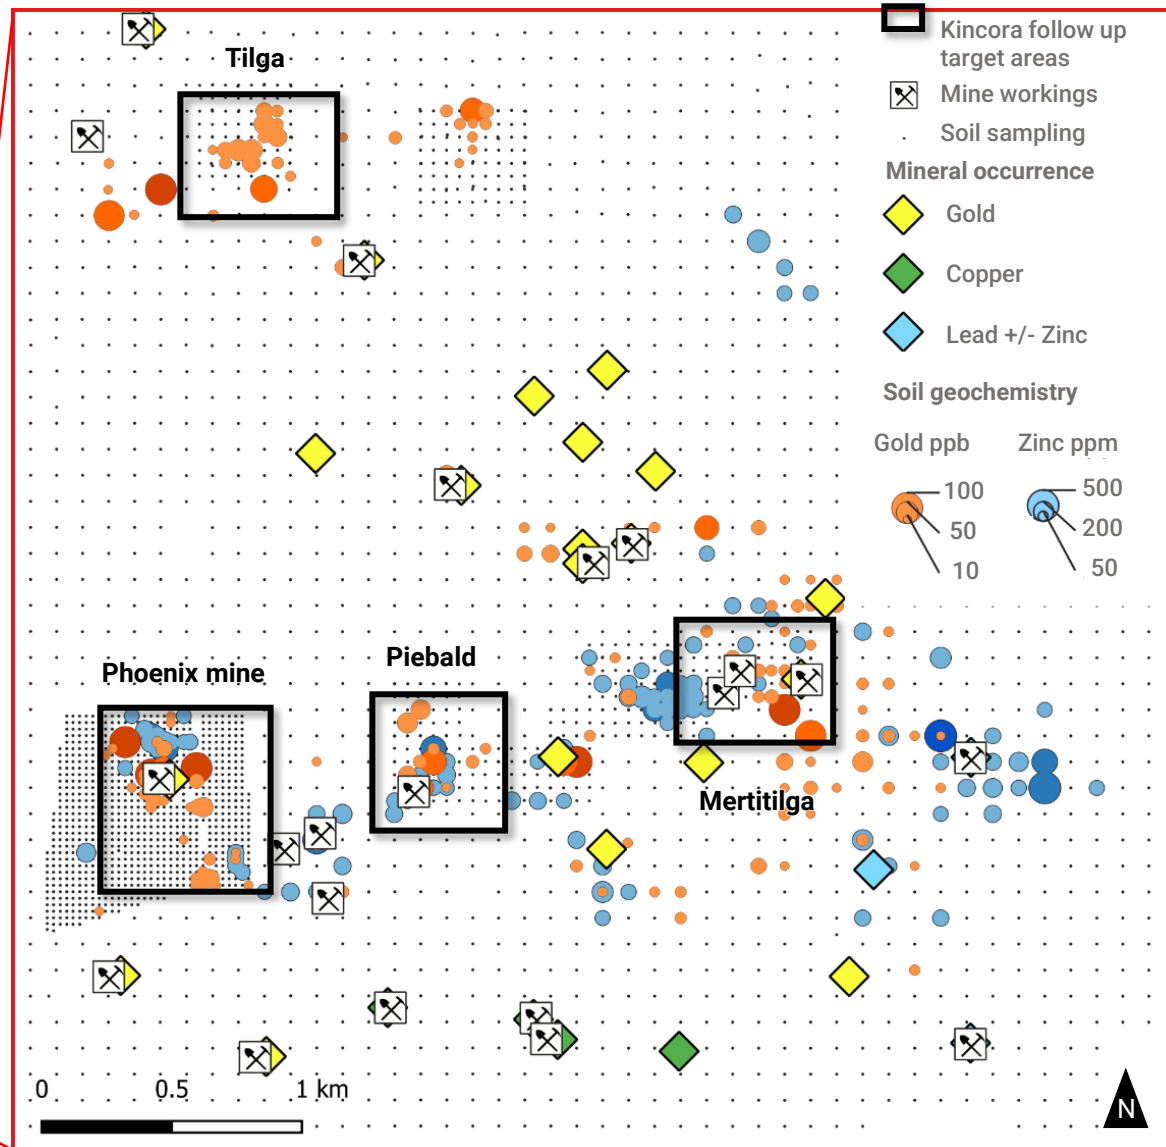 Kincora follow up
target areas
Mine workings
Soil sampling
Mineral occurrence
Gold
Copper
Lead +/- Zinc
Soil geochemistry
Gold ppb
Zinc ppm
100
50
10
500
200
50
Tilga
Piebald
Phoenix mine
Mertitilga
0 0.5 1 km
N